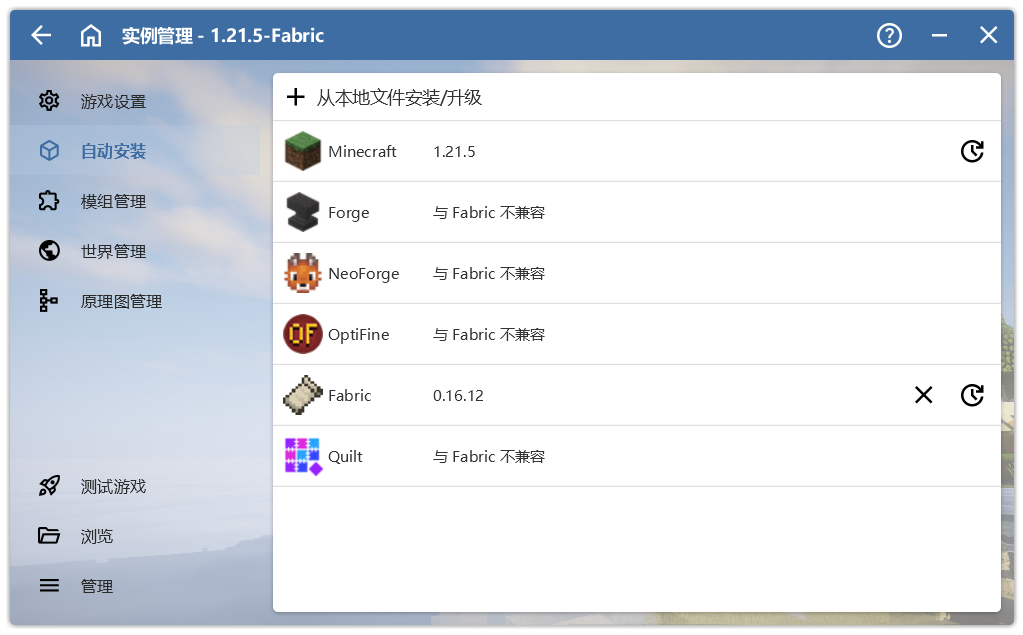 实例管理 - 1.21.5-Fabric
游戏设置
自动安装
模组管理
世界管理
原理图管理
测试游戏
浏览
管理
从本地文件安装/升级
Minecraft 1.21.5
Forge 与 Fabric 不兼容
NeoForge 与 Fabric 不兼容
OF OptiFine 与 Fabric 不兼容
Fabric 0.16.12
Quilt 与 Fabric 不兼容